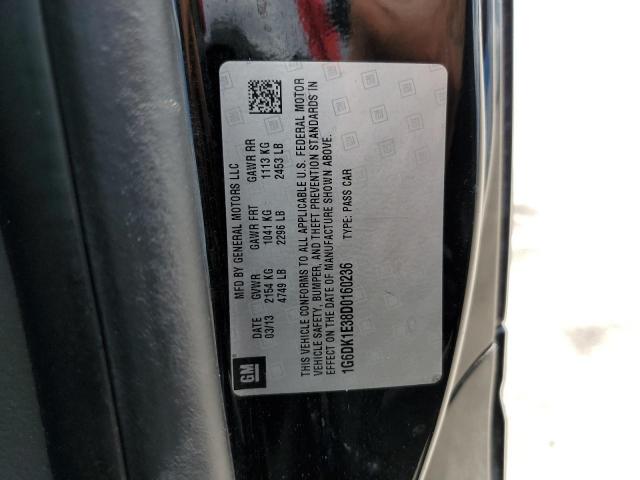 GM
MFD BY GENERAL MOTORS LLC
DATE GVWR GAWR FRT GAWR RR
03/13 2154 KG 1041 KG 1113 KG
4749 LB 2296 LB 2453 LB
THIS VEHICLE CONFORMS TO ALL APPLICABLE U.S. FEDERAL MOTOR
VEHICLE SAFETY, BUMPER, AND THEFT PREVENTION STANDARDS IN
EFFECT ON THE DATE OF MANUFACTURE SHOWN ABOVE.
1G6DK1E38D0160236 TYPE: PASS CAR